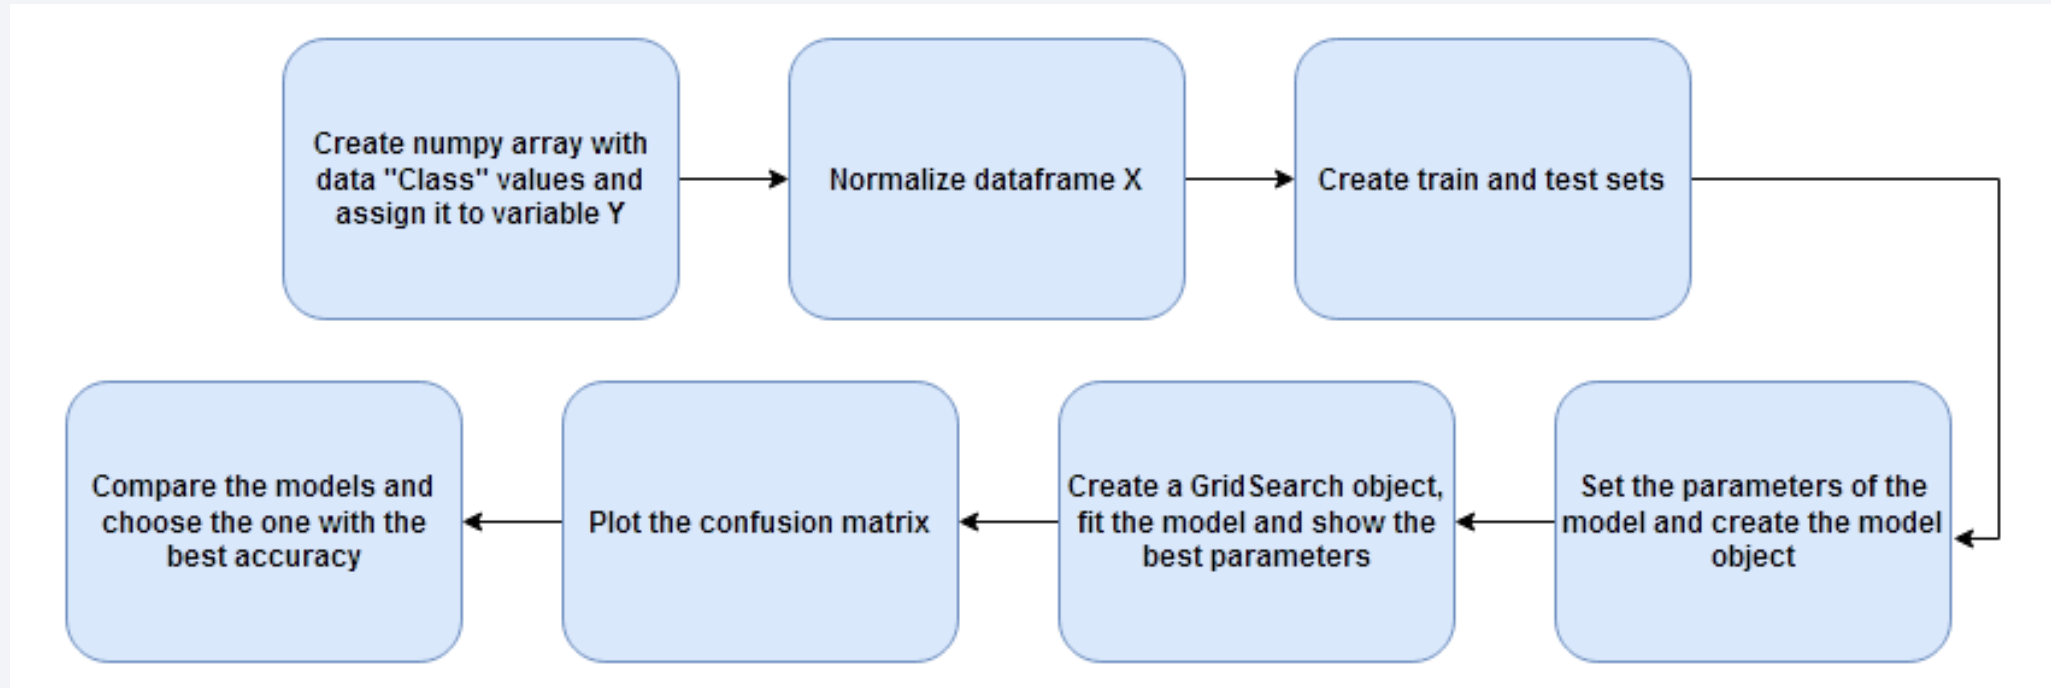 Create numpy array with
data "Class" values and
assign it to variable Y
Normalize dataframe X
Create train and test sets
Set the parameters of the
model and create the model
object
Create a GridSearch object,
fit the model and show the
best parameters
Plot the confusion matrix
Compare the models and
choose the one with the
best accuracy